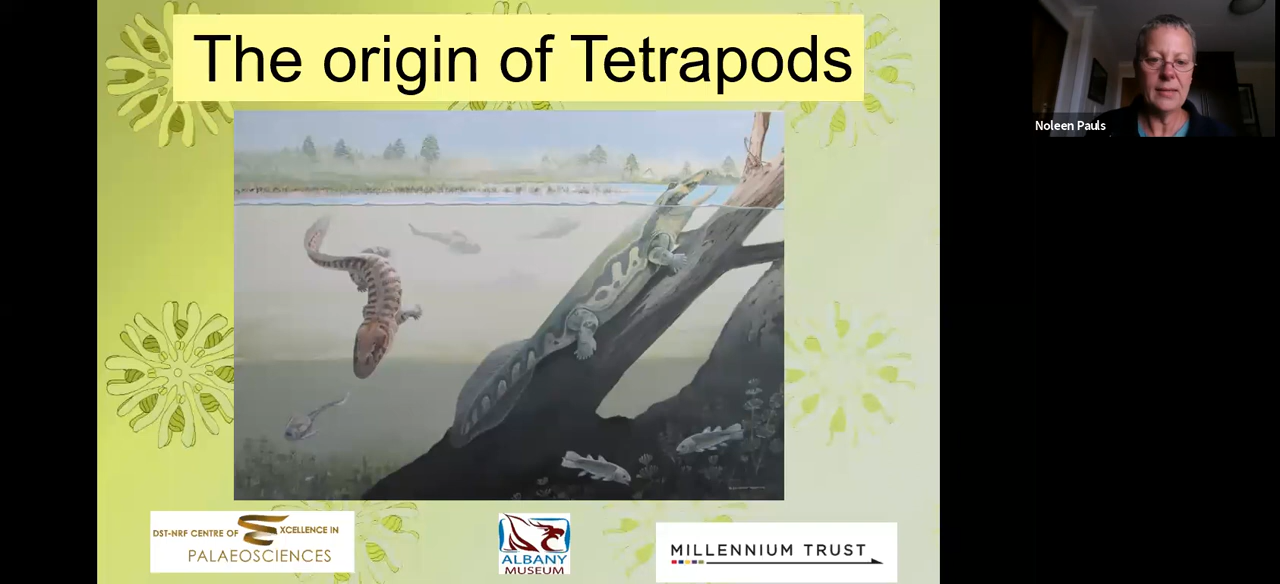 The origin of Tetrapods
Noleen Pauls
DST-NRF CENTRE OF EXCELLENCE IN
PALAEOSCIENCES
ALBANY
MUSEUM
MILLENNIUM TRUST